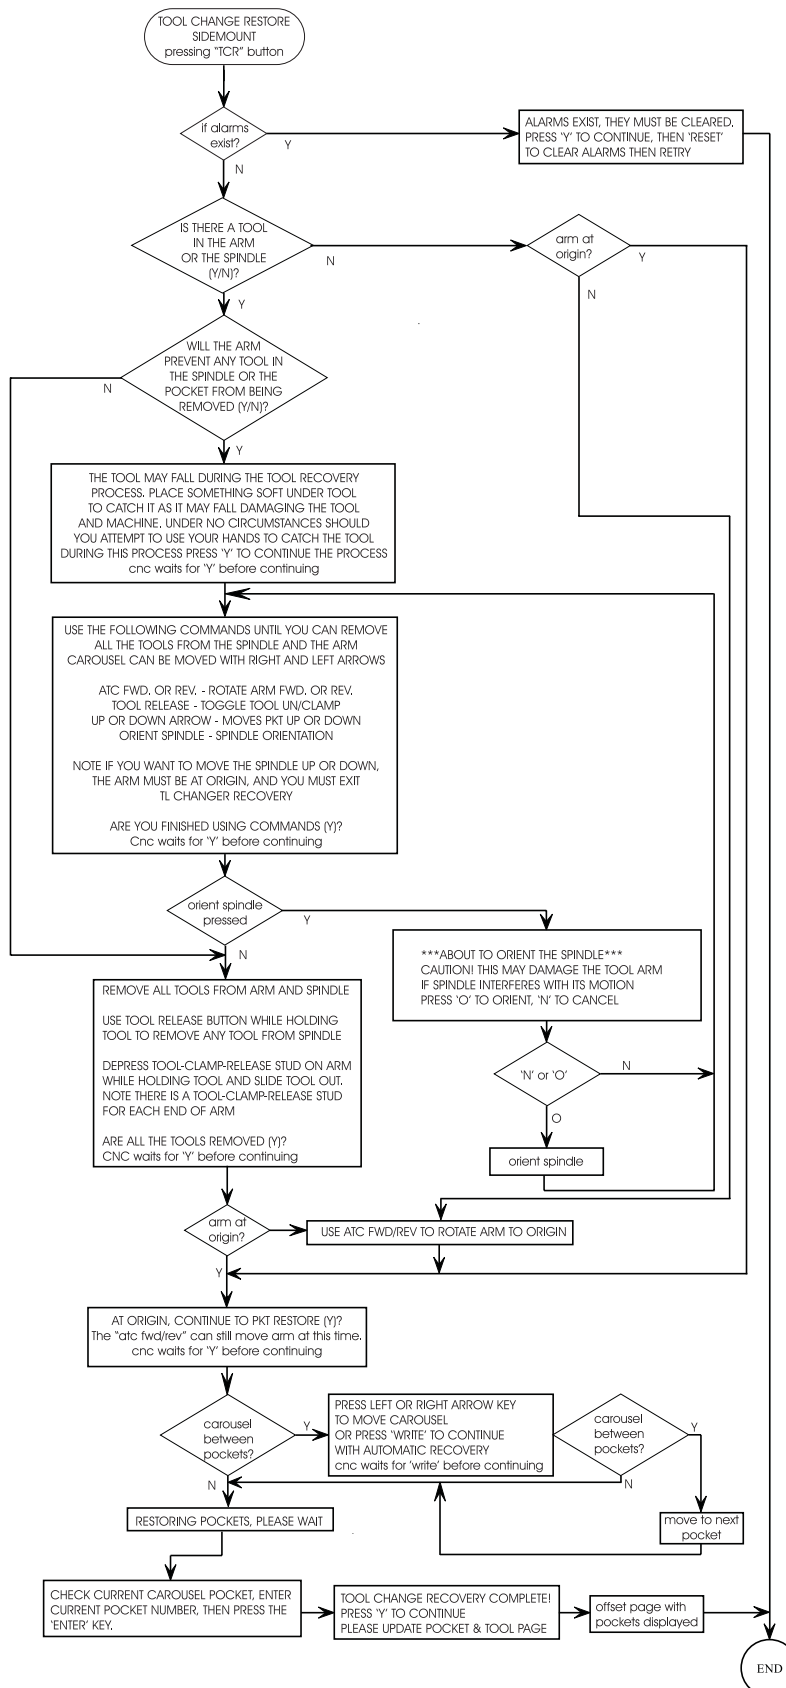 TOOL CHANGE RESTORE
SIDEMOUNT
pressing "TCR" button
if alarms
exist?
Y
N
ALARMS EXIST, THEY MUST BE CLEARED.
PRESS 'Y' TO CONTINUE, THEN 'RESET'
TO CLEAR ALARMS THEN RETRY
IS THERE A TOOL
IN THE ARM
OR THE SPINDLE
(Y/N)?
N
Y
arm at
origin?
Y
N
WILL THE ARM
PREVENT ANY TOOL IN
THE SPINDLE OR THE
POCKET FROM BEING
REMOVED (Y/N)?
N
Y
THE TOOL MAY FALL DURING THE TOOL RECOVERY
PROCESS. PLACE SOMETHING SOFT UNDER TOOL
TO CATCH IT AS IT MAY FALL DAMAGING THE TOOL
AND MACHINE. UNDER NO CIRCUMSTANCES SHOULD
YOU ATTEMPT TO USE YOUR HANDS TO CATCH THE TOOL
DURING THIS PROCESS PRESS 'Y' TO CONTINUE THE PROCESS
cnc waits for 'Y' before continuing
USE THE FOLLOWING COMMANDS UNTIL YOU CAN REMOVE
ALL THE TOOLS FROM THE SPINDLE AND THE ARM
CAROUSEL CAN BE MOVED WITH RIGHT AND LEFT ARROWS
ATC FWD. OR REV. - ROTATE ARM FWD. OR REV.
TOOL RELEASE - TOGGLE TOOL UN/CLAMP
UP OR DOWN ARROW - MOVES PKT UP OR DOWN
ORIENT SPINDLE - SPINDLE ORIENTATION
NOTE IF YOU WANT TO MOVE THE SPINDLE UP OR DOWN,
THE ARM MUST BE AT ORIGIN, AND YOU MUST EXIT
TL CHANGER RECOVERY
ARE YOU FINISHED USING COMMANDS (Y)?
Cnc waits for 'Y' before continuing
orient spindle
pressed
Y
N
***ABOUT TO ORIENT THE SPINDLE***
CAUTION! THIS MAY DAMAGE THE TOOL ARM
IF SPINDLE INTERFERES WITH ITS MOTION
PRESS 'O' TO ORIENT, 'N' TO CANCEL
'N' or 'O'
N
O
orient spindle
REMOVE ALL TOOLS FROM ARM AND SPINDLE
USE TOOL RELEASE BUTTON WHILE HOLDING
TOOL TO REMOVE ANY TOOL FROM SPINDLE
DEPRESS TOOL-CLAMP-RELEASE STUD ON ARM
WHILE HOLDING TOOL AND SLIDE TOOL OUT.
NOTE THERE IS A TOOL-CLAMP-RELEASE STUD
FOR EACH END OF ARM
ARE ALL THE TOOLS REMOVED (Y)?
CNC waits for 'Y' before continuing
arm at
origin?
Y
USE ATC FWD/REV TO ROTATE ARM TO ORIGIN
AT ORIGIN, CONTINUE TO PKT RESTORE (Y)?
The "atc fwd/rev" can still move arm at this time.
cnc waits for 'Y' before continuing
carousel
between
pockets?
Y
N
PRESS LEFT OR RIGHT ARROW KEY
TO MOVE CAROUSEL
OR PRESS 'WRITE' TO CONTINUE
WITH AUTOMATIC RECOVERY
cnc waits for 'write' before continuing
carousel
between
pockets?
Y
N
move to next
pocket
RESTORING POCKETS, PLEASE WAIT
CHECK CURRENT CAROUSEL POCKET, ENTER
CURRENT POCKET NUMBER, THEN PRESS THE
'ENTER' KEY.
TOOL CHANGE RECOVERY COMPLETE!
PRESS 'Y' TO CONTINUE
PLEASE UPDATE POCKET & TOOL PAGE
offset page with
pockets displayed
END